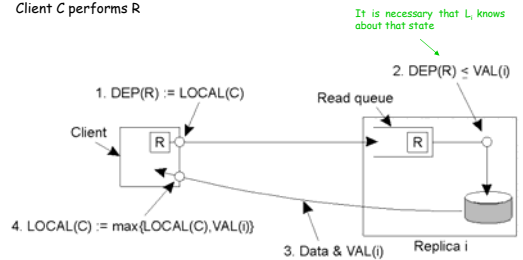 Client C performs R
It is necessary that L, knows
about that state
2. DEP(R) ≤ VAL(i)
1. DEP(R) := LOCAL(C)
Read queue
Client
R
R
4. LOCAL(C) := max{LOCAL(C),VAL(i)}
3. Data & VAL(i)
Replica i